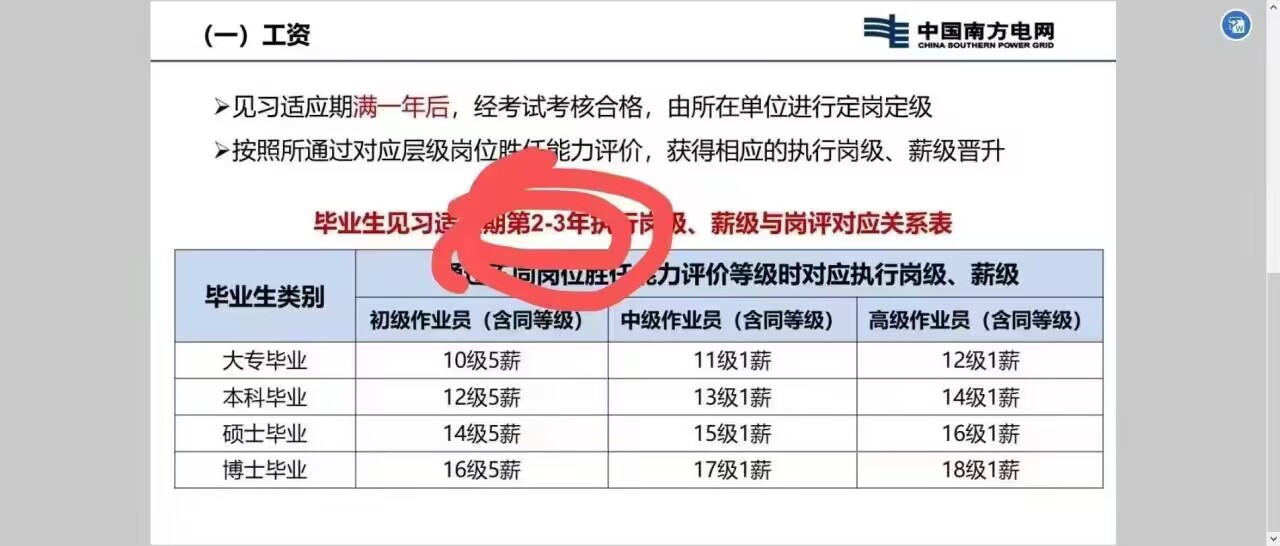 （一）工资
中国南方电网
CHINA SOUTHERN POWER GRID
➢见习适应期满一年后，经考试考核合格，由所在单位进行定岗定级
➢按照所通过对应层级岗位胜任能力评价，获得相应的执行岗级、薪级晋升
毕业生见习适 期第2-3年执行岗级、薪级与岗评对应关系表
毕业生类别
同岗位胜任能力评价等级时对应执行岗级、薪级
初级作业员（含同等级） 中级作业员（含同等级） 高级作业员（含同等级）
大专毕业 10级5薪 11级1薪 12级1薪
本科毕业 12级5薪 13级1薪 14级1薪
硕士毕业 14级5薪 15级1薪 16级1薪
博士毕业 16级5薪 17级1薪 18级1薪